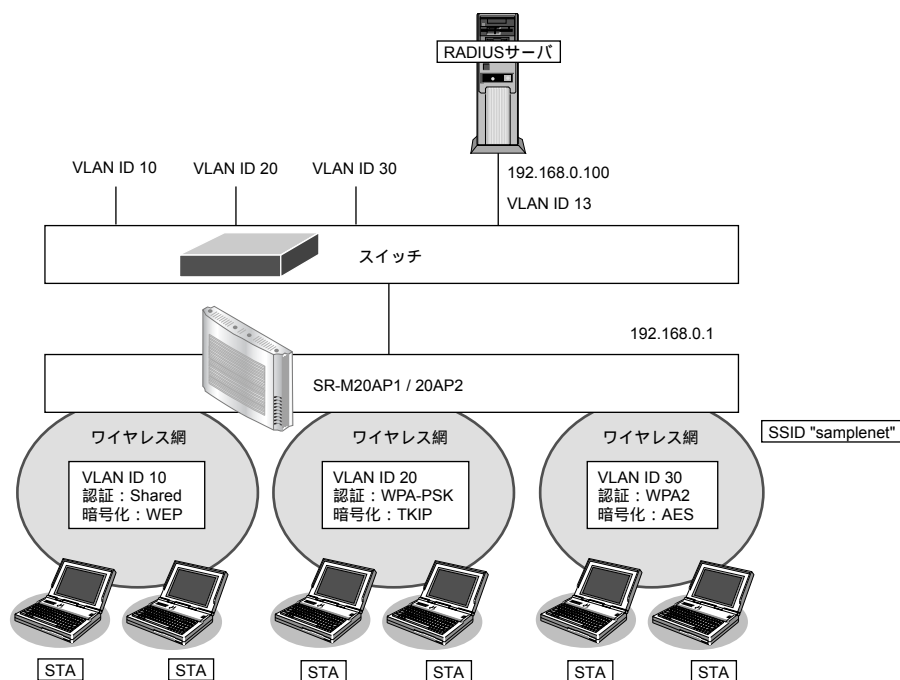 RADIUSサーバ
VLAN ID 10
VLAN ID 20
VLAN ID 30
192.168.0.100
VLAN ID 13
スイッチ
192.168.0.1
SR-M20AP1 / 20AP2
SSID "samplenet"
ワイヤレス網
VLAN ID 10
認証：Shared
暗号化：WEP
ワイヤレス網
VLAN ID 20
認証：WPA-PSK
暗号化：TKIP
ワイヤレス網
VLAN ID 30
認証：WPA2
暗号化：AES
STA
STA
STA
STA
STA
STA